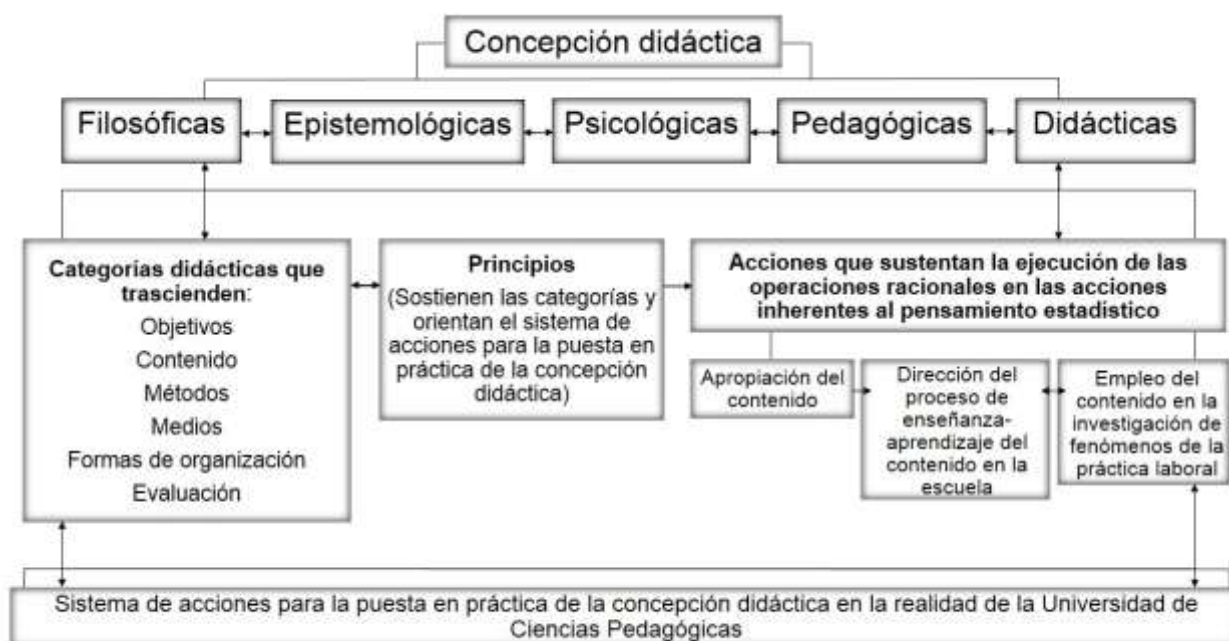 Concepción didáctica
Filosóficas
Epistemológicas
Psicológicas
Pedagógicas
Didácticas
Categorías didácticas que
trascienden:
Objetivos
Contenido
Métodos
Medios
Formas de organización
Evaluación
Principios
(Sostienen las categorías y
orientan el sistema de
acciones para la puesta en
práctica de la concepción
didáctica)
Acciones que sustentan la ejecución de las
operaciones racionales en las acciones
inherentes al pensamiento estadístico
Apropiación del
contenido
Dirección del
proceso de
enseñanza-
aprendizaje del
contenido en la
escuela
Empleo del
contenido en la
investigación de
fenómenos de la
práctica laboral
Sistema de acciones para la puesta en práctica de la concepción didáctica en la realidad de la Universidad de
Ciencias Pedagógicas